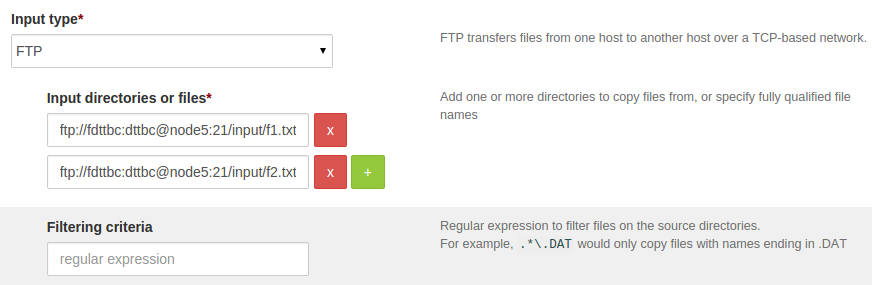 Input type*
FTP
FTP transfers files from one host to another host over a TCP-based network.
Input directories or files*
Add one or more directories to copy files from, or specify fully qualified file
names
ftp://fdttbc:dttbc@node5:21/input/f1.txt
x
ftp://fdttbc:dttbc@node5:21/input/f2.txt
x +
Filtering criteria
Regular expression to filter files on the source directories.
For example, .*\.DAT would only copy files with names ending in .DAT
regular expression